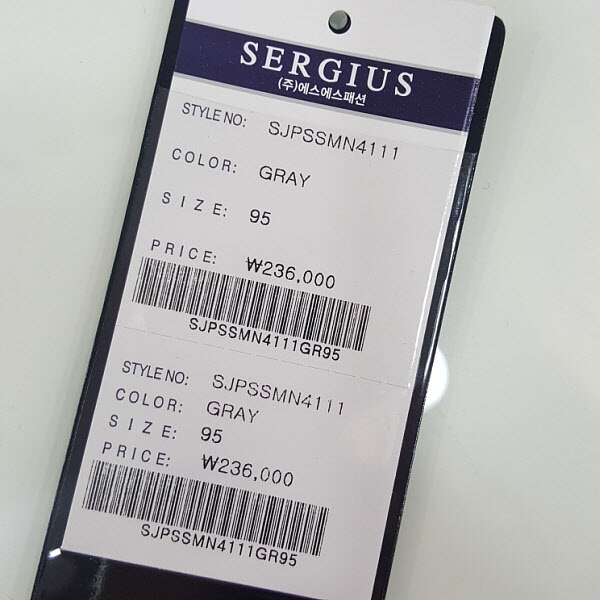 SERGIUS
(주)에스에스패션
STYLE NO: SJPSSMN4111
COLOR: GRAY
SIZE: 95
PRICE: ₩236,000
SJPSSMN4111GR95
STYLE NO: SJPSSMN4111
COLOR: GRAY
SIZE: 95
PRICE: ₩236,000
SJPSSMN4111GR95